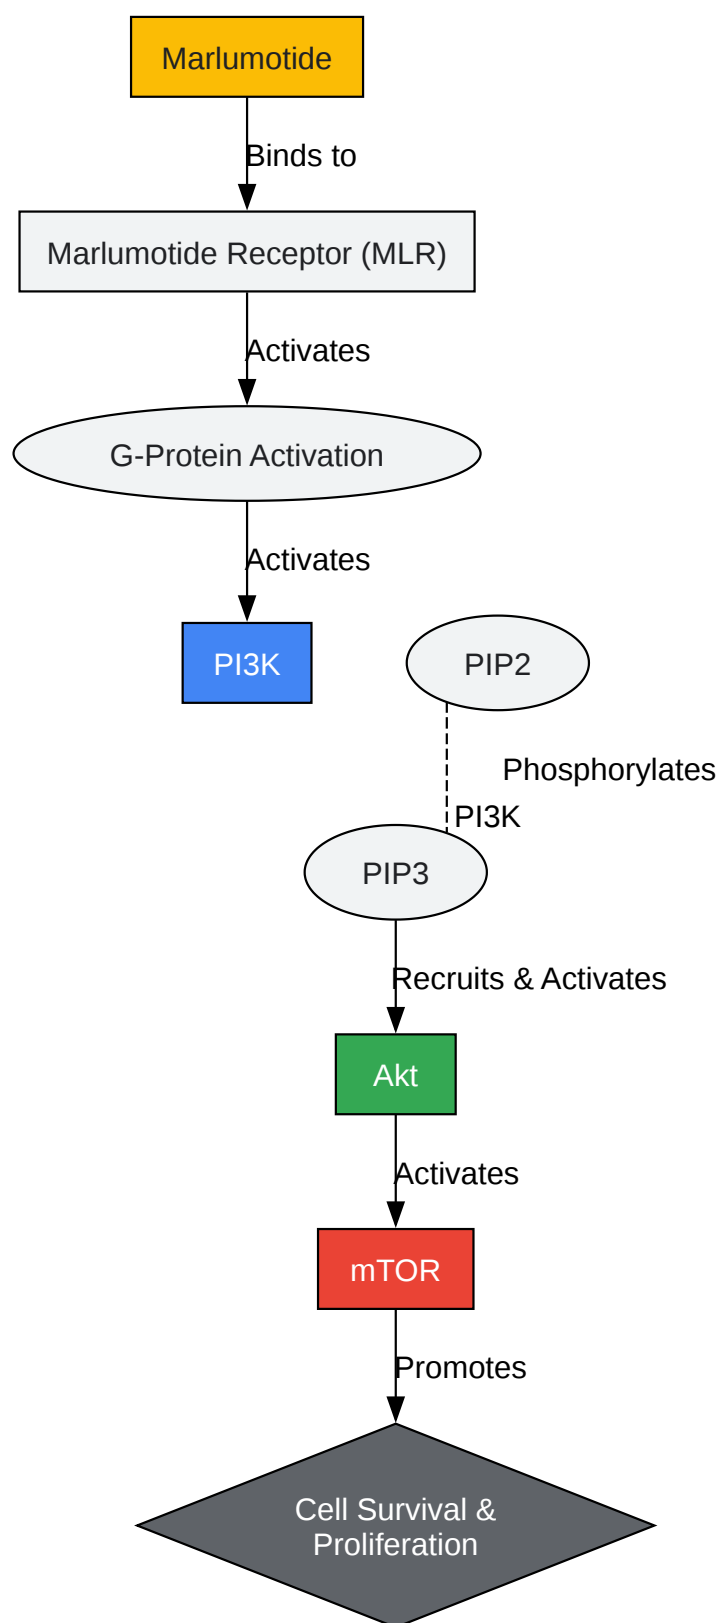 Marlumotide
Binds to
Marlumotide Receptor (MLR)
Activates
G-Protein Activation
Activates
PI3K
PIP2
Phosphorylates
PI3K
PIP3
Recruits & Activates
Akt
Activates
mTOR
Promotes
Cell Survival &
Proliferation